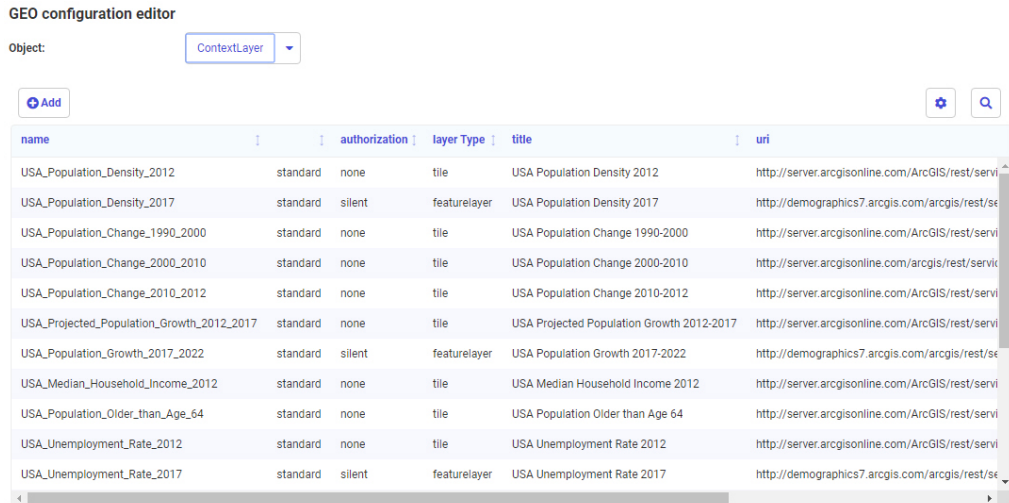 GEO configuration editor
Object: ContextLayer
Add
name authorization layer Type title uri
USA_Population_Density_2012 standard none tile USA Population Density 2012 http://server.arcgisonline.com/ArcGIS/rest/servi
USA_Population_Density_2017 standard silent featurelayer USA Population Density 2017 http://demographics7.arcgis.com/arcgis/rest/se
USA_Population_Change_1990_2000 standard none tile USA Population Change 1990-2000 http://server.arcgisonline.com/ArcGIS/rest/servi
USA_Population_Change_2000_2010 standard none tile USA Population Change 2000-2010 http://server.arcgisonline.com/arcgis/rest/servic
USA_Population_Change_2010_2012 standard none tile USA Population Change 2010-2012 http://server.arcgisonline.com/ArcGIS/rest/servi
USA_Projected_Population_Growth_2012_2017 standard none tile USA Projected Population Growth 2012-2017 http://server.arcgisonline.com/ArcGIS/rest/servi
USA_Population_Growth_2017_2022 standard silent featurelayer USA Population Growth 2017-2022 http://demographics7.arcgis.com/arcgis/rest/se
USA_Median_Household_Income_2012 standard none tile USA Median Household Income 2012 http://server.arcgisonline.com/ArcGIS/rest/servi
USA_Population_Older_than_Age_64 standard none tile USA Population Older than Age 64 http://server.arcgisonline.com/ArcGIS/rest/servi
USA_Unemployment_Rate_2012 standard none tile USA Unemployment Rate 2012 http://server.arcgisonline.com/ArcGIS/rest/servi
USA_Unemployment_Rate_2017 standard silent featurelayer USA Unemployment Rate 2017 http://demographics7.arcgis.com/arcgis/rest/se